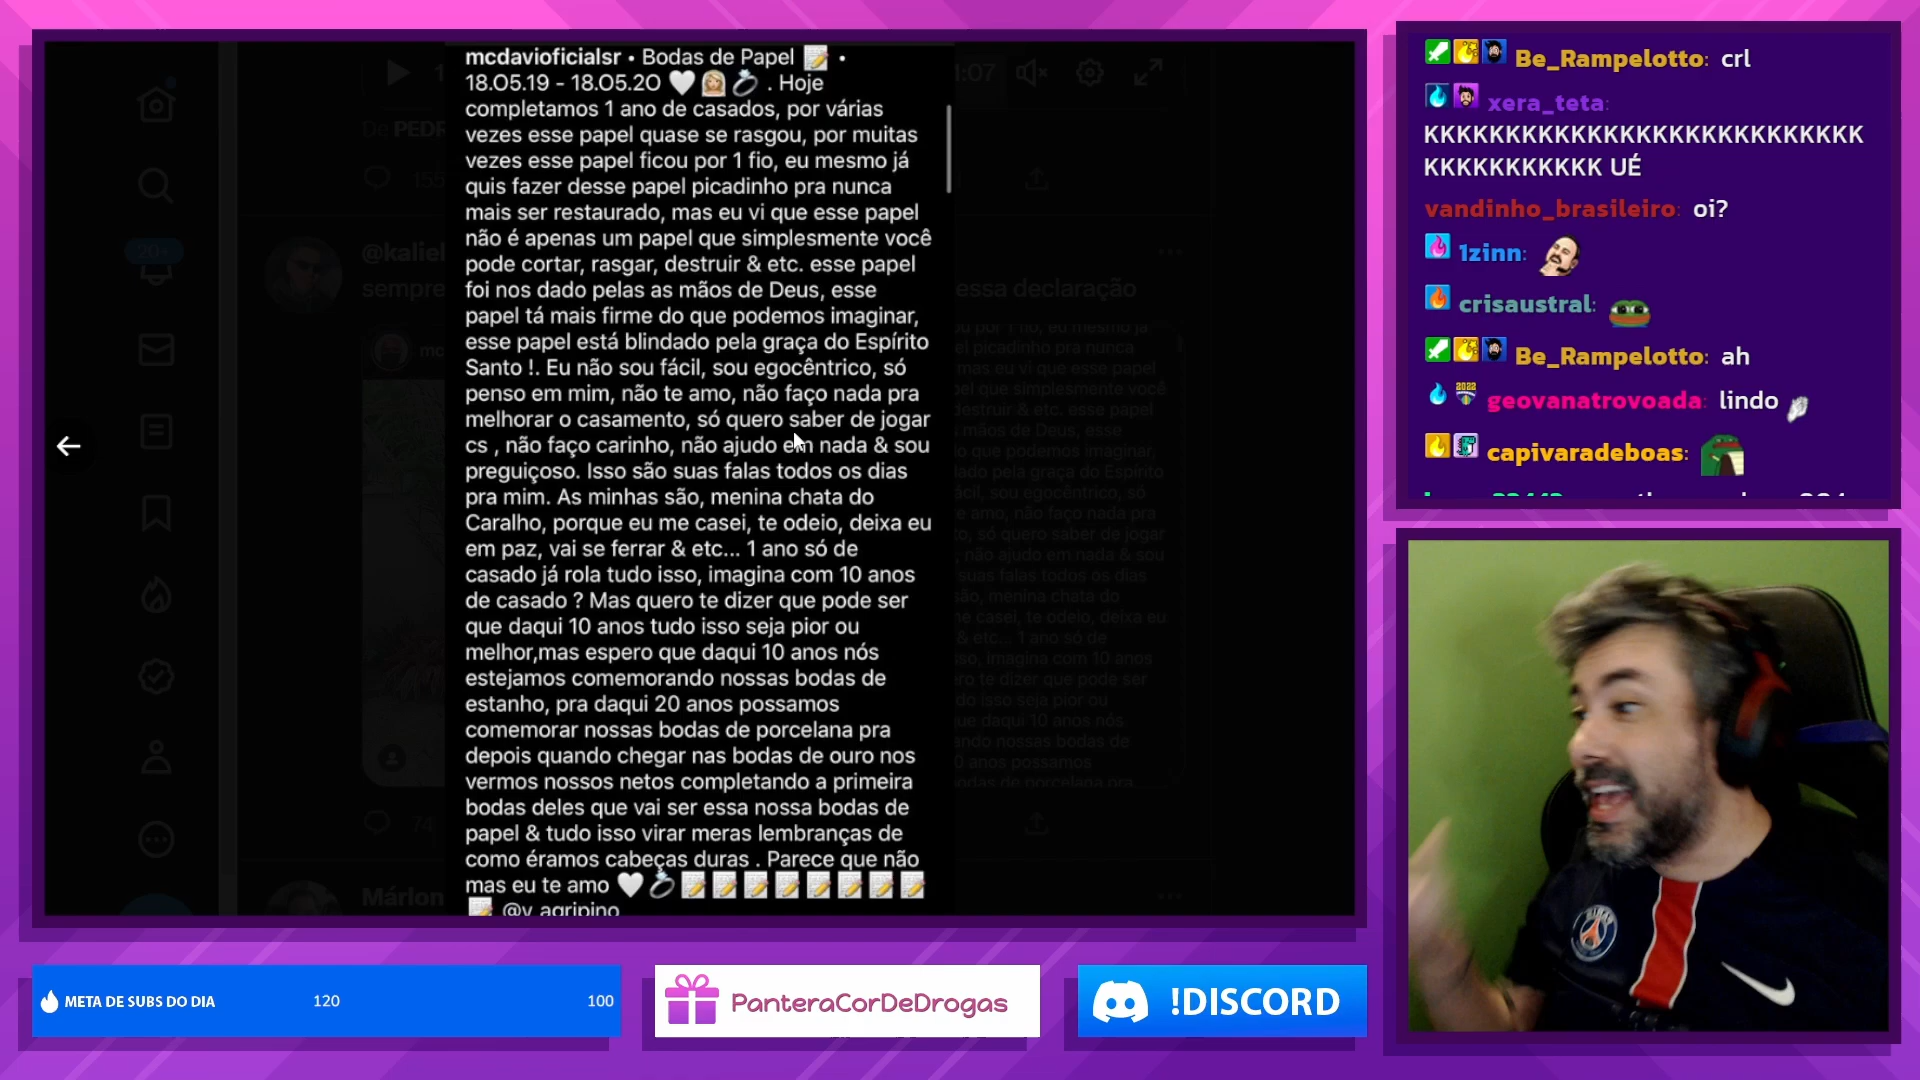 mcdavioficialsr • Bodas de Papel 📝 •
18.05.19 - 18.05.20 🤍 👰🏼 💍 . Hoje
completamos 1 ano de casados, por várias
vezes esse papel quase se rasgou, por muitas
vezes esse papel ficou por 1 fio, eu mesmo já
quis fazer desse papel picadinho pra nunca
mais ser restaurado, mas eu vi que esse papel
não é apenas um papel que simplesmente você
pode cortar, rasgar, destruir & etc. esse papel
foi nos dado pelas as mãos de Deus, esse
papel tá mais firme do que podemos imaginar,
esse papel está blindado pela graça do Espírito
Santo !. Eu não sou fácil, sou egocêntrico, só
penso em mim, não te amo, não faço nada pra
melhorar o casamento, só quero saber de jogar
cs , não faço carinho, não ajudo em nada & sou
preguiçoso. Isso são suas falas todos os dias
pra mim. As minhas são, menina chata do
Caralho, porque eu me casei, te odeio, deixa eu
em paz, vai se ferrar & etc... 1 ano só de
casado já rola tudo isso, imagina com 10 anos
de casado ? Mas quero te dizer que pode ser
que daqui 10 anos tudo isso seja pior ou
melhor,mas espero que daqui 10 anos nós
estejamos comemorando nossas bodas de
estanho, pra daqui 20 anos possamos
comemorar nossas bodas de porcelana pra
depois quando chegar nas bodas de ouro nos
vermos nossos netos completando a primeira
bodas deles que vai ser essa nossa bodas de
papel & tudo isso virar meras lembranças de
como éramos cabeças duras . Parece que não
mas eu te amo 🤍 💍 📝 📝 📝 📝 📝 📝 📝 📝
📝 @v_agripino
20+
De PEDR
155
@kaliel
sempre
essa declaração
1:07
74
Márlon
Be_Rampelotto: crl
xera_teta:
KKKKKKKKKKKKKKKKKKKKKKKKKKK
KKKKKKKKKKK UÉ
vandinho_brasileiro: oi?
1zinn:
crisaustral:
Be_Rampelotto: ah
2022
geovanatrovoada: lindo
capivaradeboas:
META DE SUBS DO DIA 120 100
PanteraCorDeDrogas
!DISCORD
PARIS